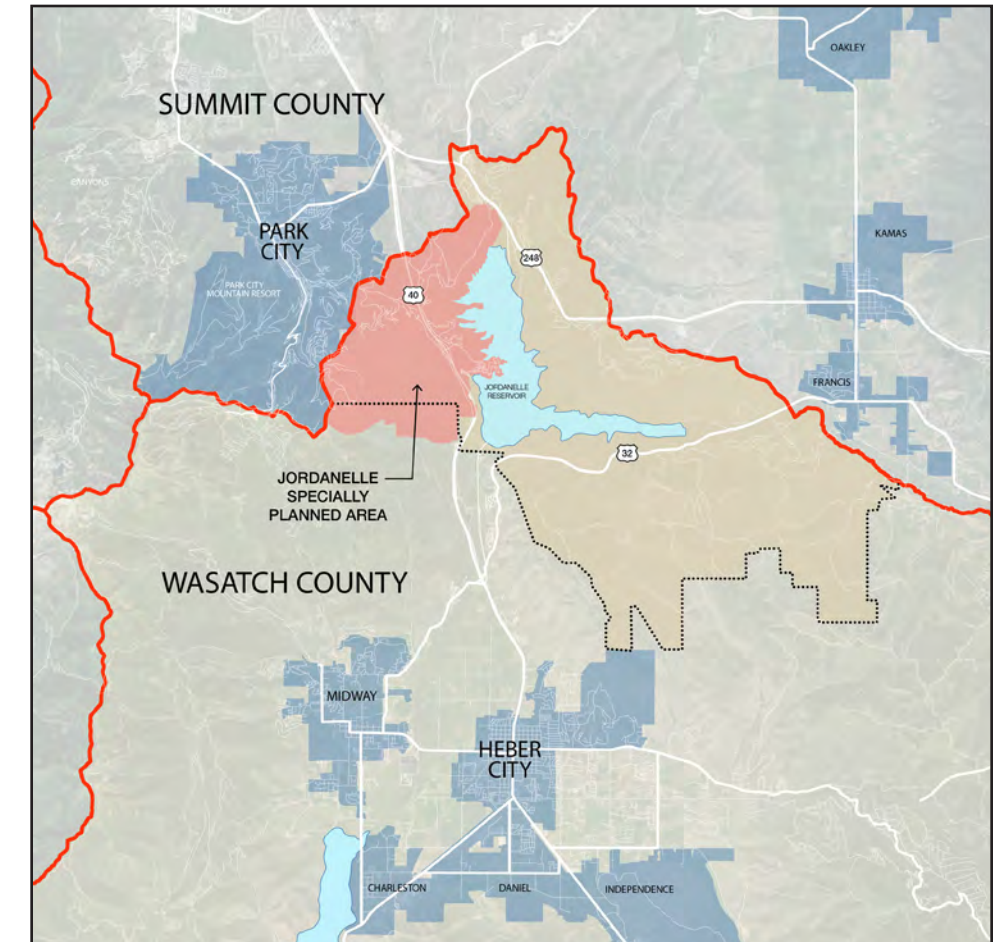 OAKLEY
SUMMIT COUNTY
CANYONS
PARK
CITY
KAMAS
248
PARK CITY
MOUNTAIN RESORT
40
FRANCIS
JORDANELLE
RESERVOIR
32
JORDANELLE
SPECIALLY
PLANNED AREA
WASATCH COUNTY
MIDWAY
HEBER
CITY
CHARLESTON
DANIEL
INDEPENDENCE